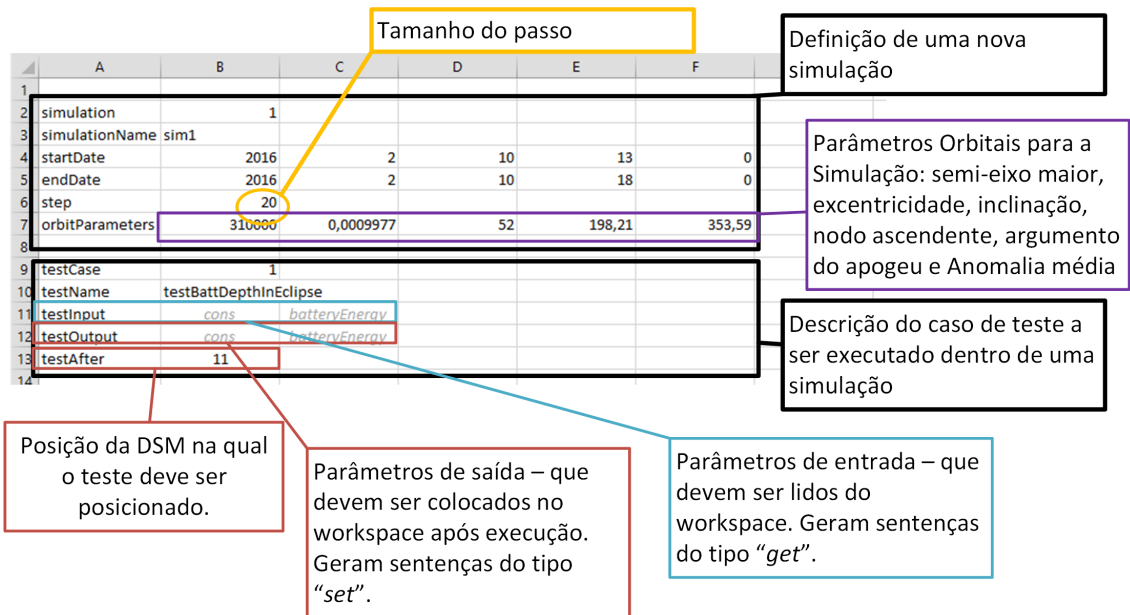 Tamanho do passo
Definição de uma nova
simulação
A B C D E F
1
2 simulation 1
3 simulationName sim1
4 startDate 2016 2 10 13 0
5 endDate 2016 2 10 18 0
6 step 20
7 orbitParameters 310000 0,0009977 52 198,21 353,59
8
9 testCase 1
10 testName testBattDepthInEclipse
11 testInput cons batteryEnergy
12 testOutput cons batteryEnergy
13 testAfter 11
14
Parâmetros Orbitais para a
Simulação: semi-eixo maior,
excentricidade, inclinação,
nodo ascendente, argumento
do apogeu e Anomalia média
Descrição do caso de teste a
ser executado dentro de uma
simulação
Posição da DSM na qual
o teste deve ser
posicionado.
Parâmetros de saída – que
devem ser colocados no
workspace após execução.
Geram sentenças do tipo
“set”.
Parâmetros de entrada – que
devem ser lidos do
workspace. Geram sentenças
do tipo “get”.